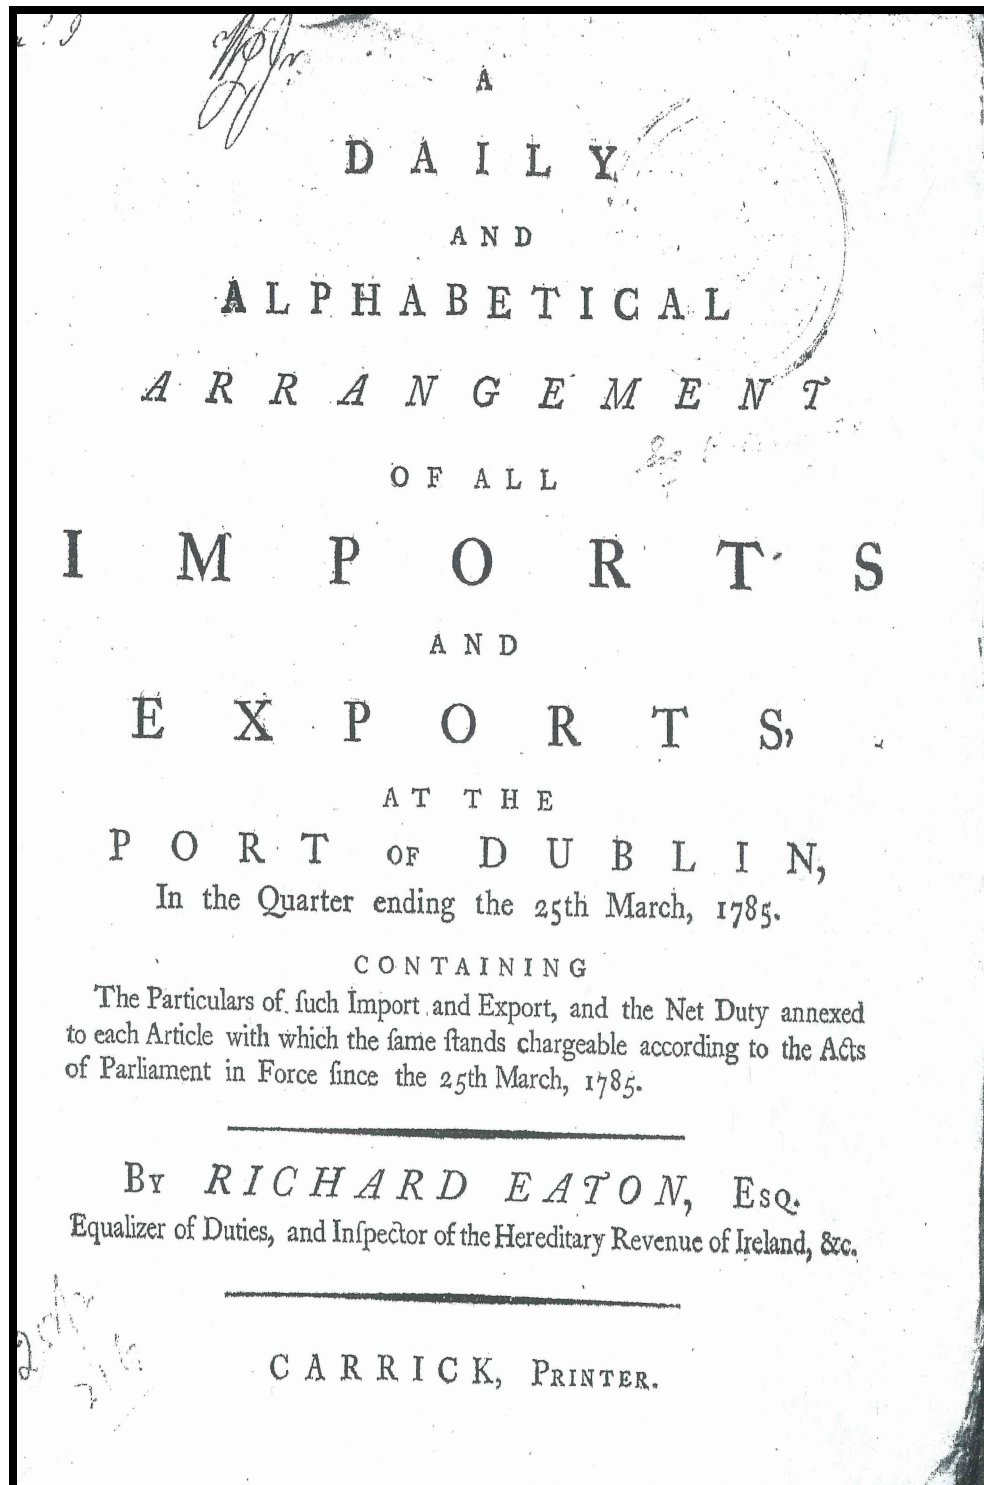 A
DAILY
AND
ALPHABETICAL
ARRANGEMENT
OF ALL
IMPORTS
AND
EXPORTS,
AT THE
PORT OF DUBLIN,
In the Quarter ending the 25th March, 1785.
CONTAINING
The Particulars of ſuch Import and Export, and the Net Duty annexed
to each Article with which the ſame ſtands chargeable according to the Acts
of Parliament in Force ſince the 25th March, 1785.
BY RICHARD EATON, ESQ.
Equalizer of Duties, and Inſpector of the Hereditary Revenue of Ireland, &c.
CARRICK, PRINTER.